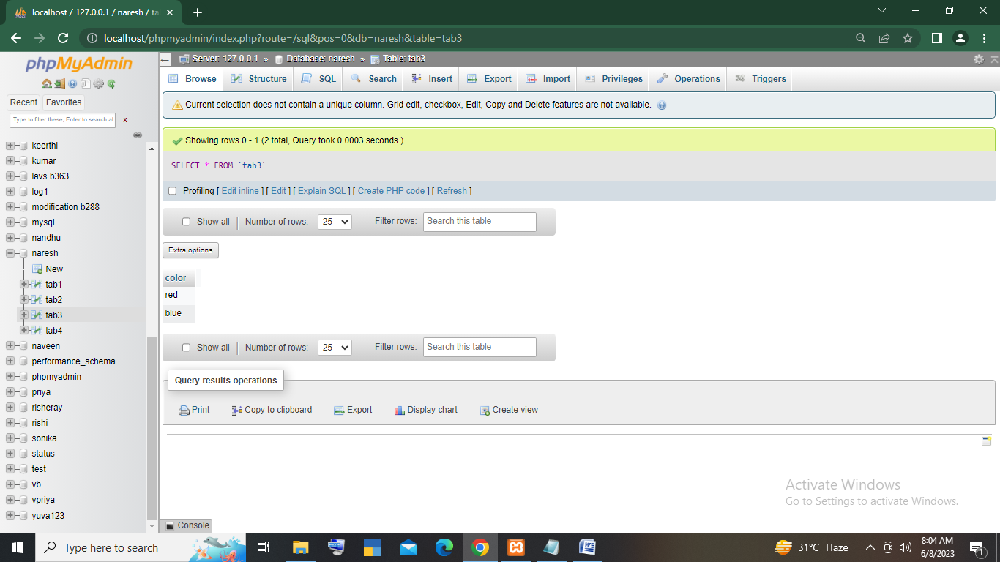 localhost / 127.0.0.1 / naresh / ta
localhost/phpmyadmin/index.php?route=/sql&pos=0&db=naresh&table=tab3
phpMyAdmin
Recent Favorites
Type to filter these, Enter to search al x
keerthi
kumar
lavs b363
log1
modification b288
mysql
nandhu
naresh
New
tab1
tab2
tab3
tab4
naveen
performance_schema
phpmyadmin
priya
risheray
rishi
sonika
status
test
vb
vpriya
yuva123
Server: 127.0.0.1 » Database: naresh » Table: tab3
Browse Structure SQL Search Insert Export Import Privileges Operations Triggers
Current selection does not contain a unique column. Grid edit, checkbox, Edit, Copy and Delete features are not available.
Showing rows 0 - 1 (2 total, Query took 0.0003 seconds.)
SELECT * FROM `tab3`
Profiling [ Edit inline ] [ Edit ] [ Explain SQL ] [ Create PHP code ] [ Refresh ]
Show all | Number of rows: 25 Filter rows: Search this table
Extra options
color
red
blue
Show all | Number of rows: 25 Filter rows: Search this table
Query results operations
Print Copy to clipboard Export Display chart Create view
Activate Windows
Go to Settings to activate Windows.
Console
Type here to search
31°C Haze
8:04 AM
6/8/2023
1